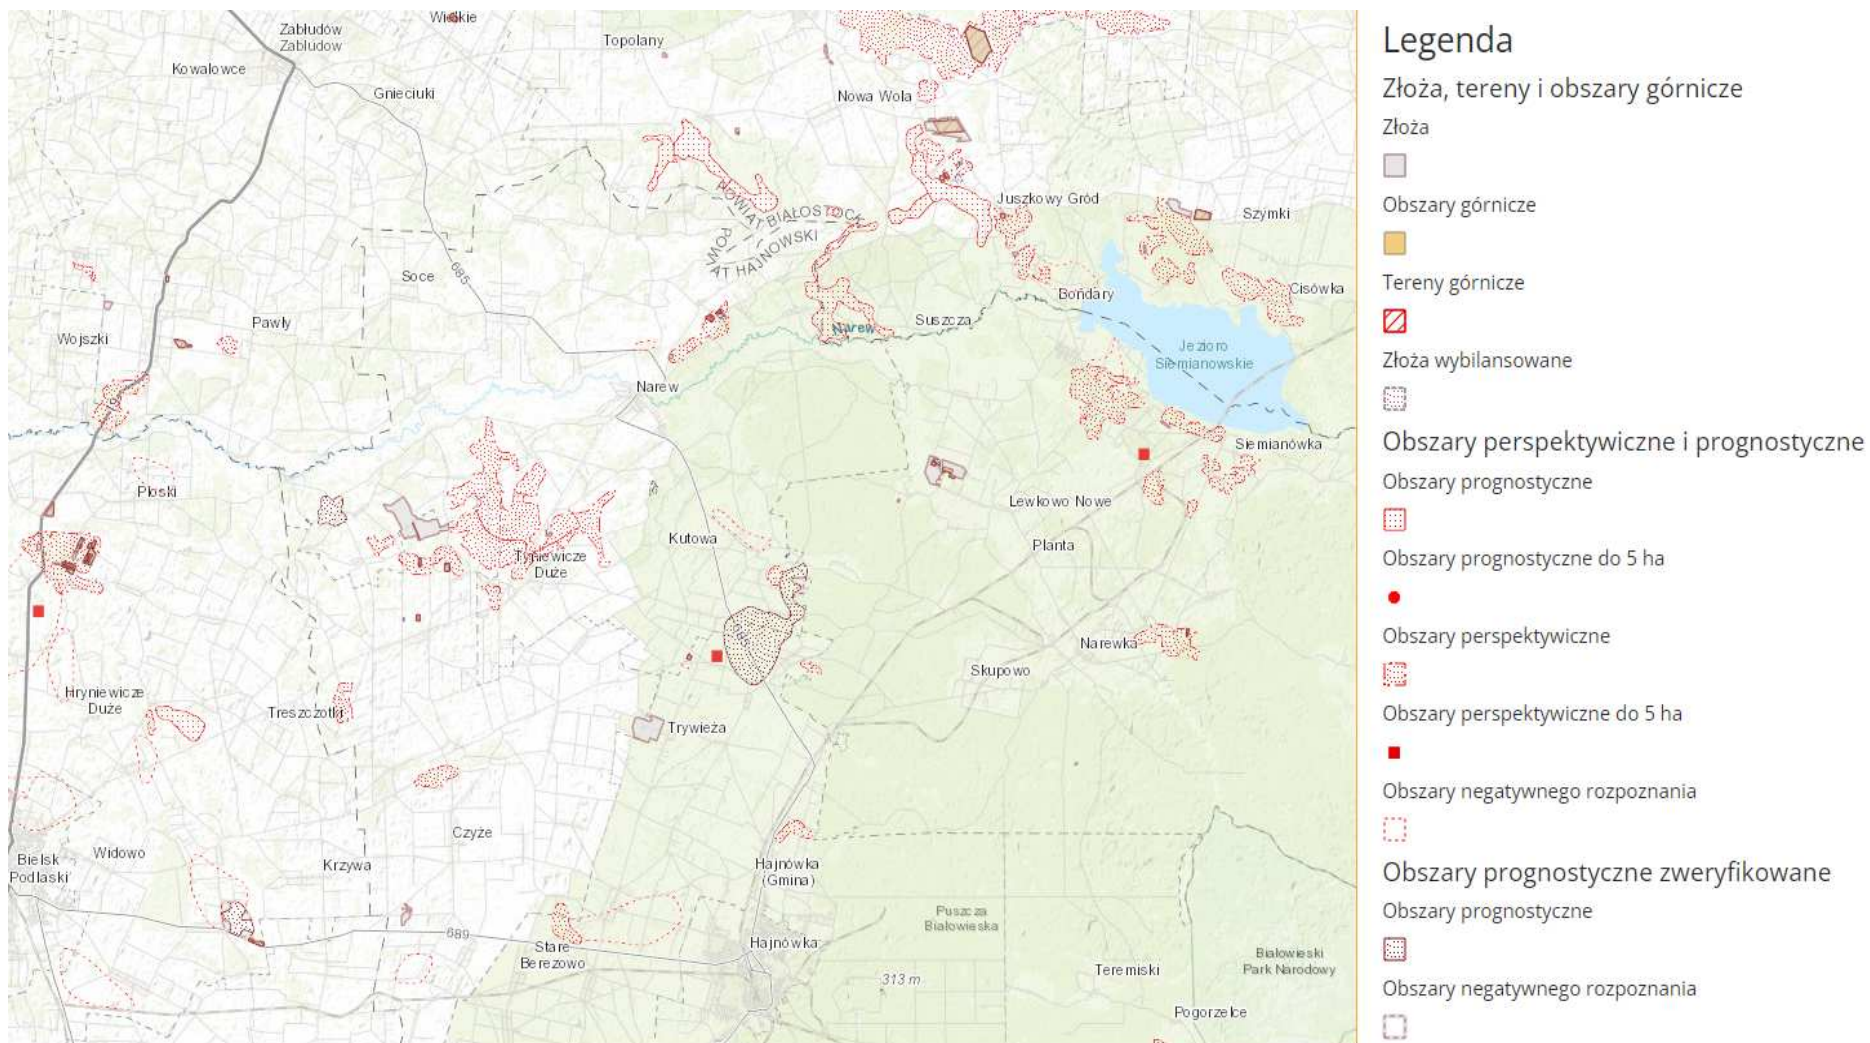 Wielkie
Zabłudów
Zabłudów
Topolany
Kowalowce
Gnieciuki
Nowa Wola
POWIAT BIAŁOSTOCK
AT HAJNOWSKI
Juszkowy Gród
Szymki
Soce
685
Bondary
Cisówka
Pawły
Suszcza
Narew
Wojszki
Jezioro
Siemianowskie
Narew
Siemianówka
Ploski
Lewkowo Nowe
Kutowa
Planta
Tyniewicze
Duże
685
Narewka
Skupowo
Hryniewicze
Duże
Treszczotki
Trywieża
Czyże
Widowo
Bielsk
Podlaski
Krzywa
Hajnówka
(Gmina)
Puszcza
Białowieska
689
Hajnówka
Stare
Berezowo
Białowieski
Park Narodowy
Teremiski
313 m
Pogorzelce
Legenda
Złoża, tereny i obszary górnicze
Złoża
Obszary górnicze
Tereny górnicze
Złoża wybilansowane
Obszary perspektywiczne i prognostyczne
Obszary prognostyczne
Obszary prognostyczne do 5 ha
Obszary perspektywiczne
Obszary perspektywiczne do 5 ha
Obszary negatywnego rozpoznania
Obszary prognostyczne zweryfikowane
Obszary prognostyczne
Obszary negatywnego rozpoznania